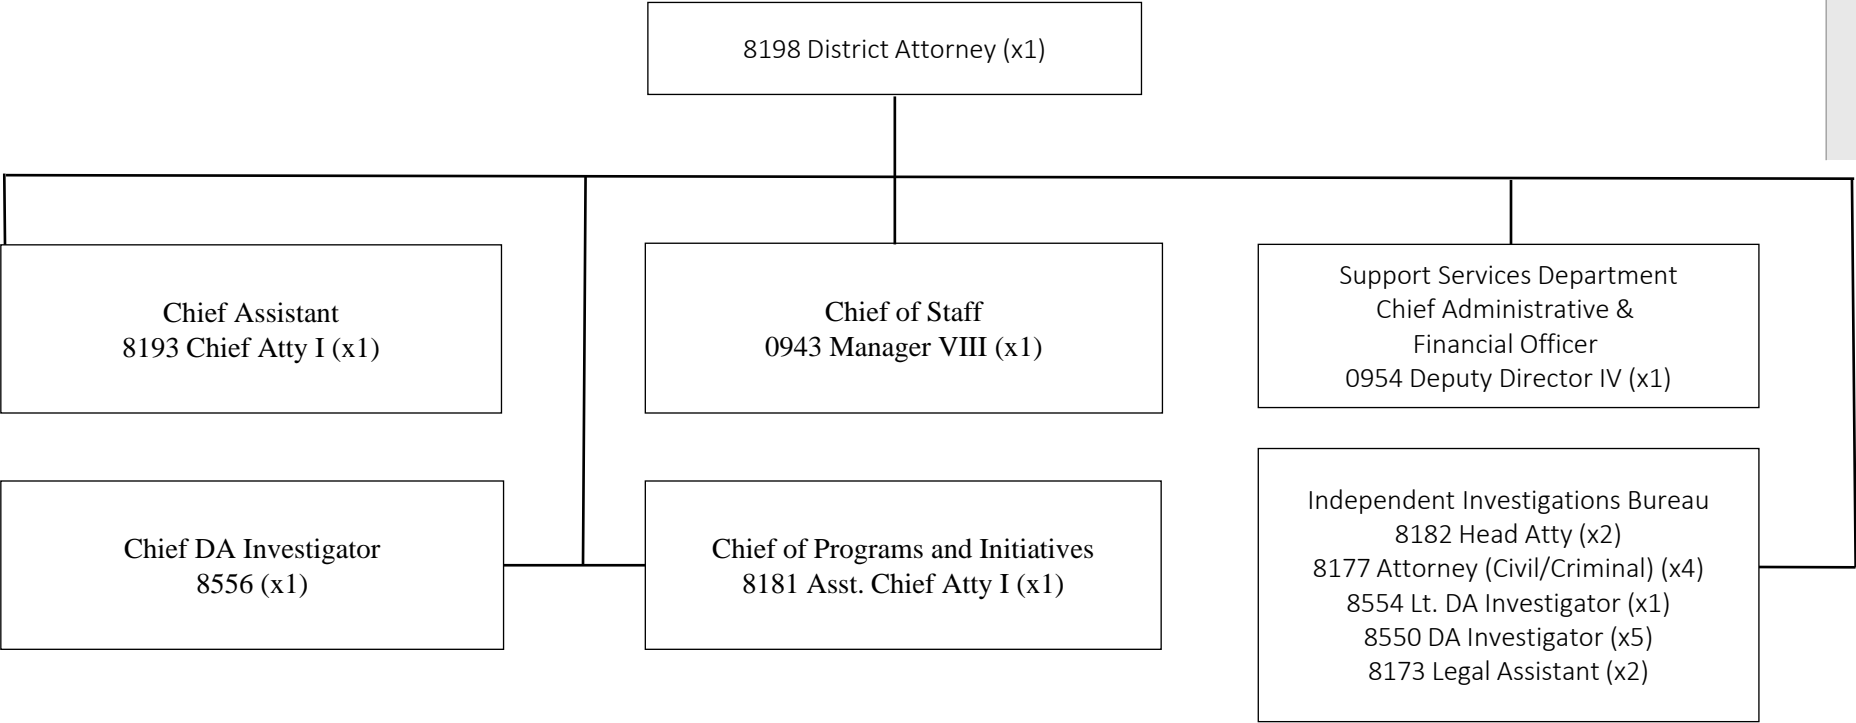 8198 District Attorney (x1)
Chief Assistant
8193 Chief Atty I (x1)
Chief of Staff
0943 Manager VIII (x1)
Support Services Department
Chief Administrative &
Financial Officer
0954 Deputy Director IV (x1)
Chief DA Investigator
8556 (x1)
Chief of Programs and Initiatives
8181 Asst. Chief Atty I (x1)
Independent Investigations Bureau
8182 Head Atty (x2)
8177 Attorney (Civil/Criminal) (x4)
8554 Lt. DA Investigator (x1)
8550 DA Investigator (x5)
8173 Legal Assistant (x2)